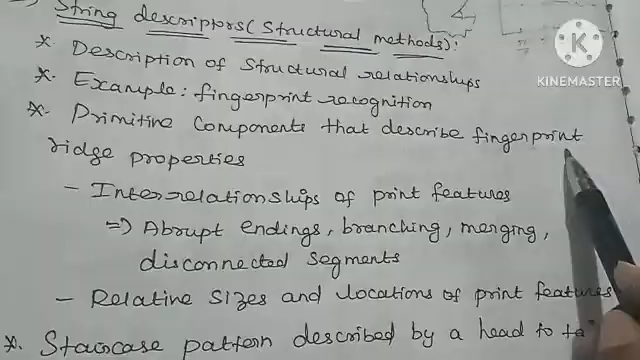 String descriptors (Structural methods):
* Description of Structural relationships
* Example: fingerprint recognition
* Primitive Components that describe fingerprint
ridge properties
- Interrelationships of print features
=> Abrupt endings, branching, merging,
disconnected segments
- Relative Sizes and locations of print features
*. Staircase pattern described by a head to
K
KINEMASTER